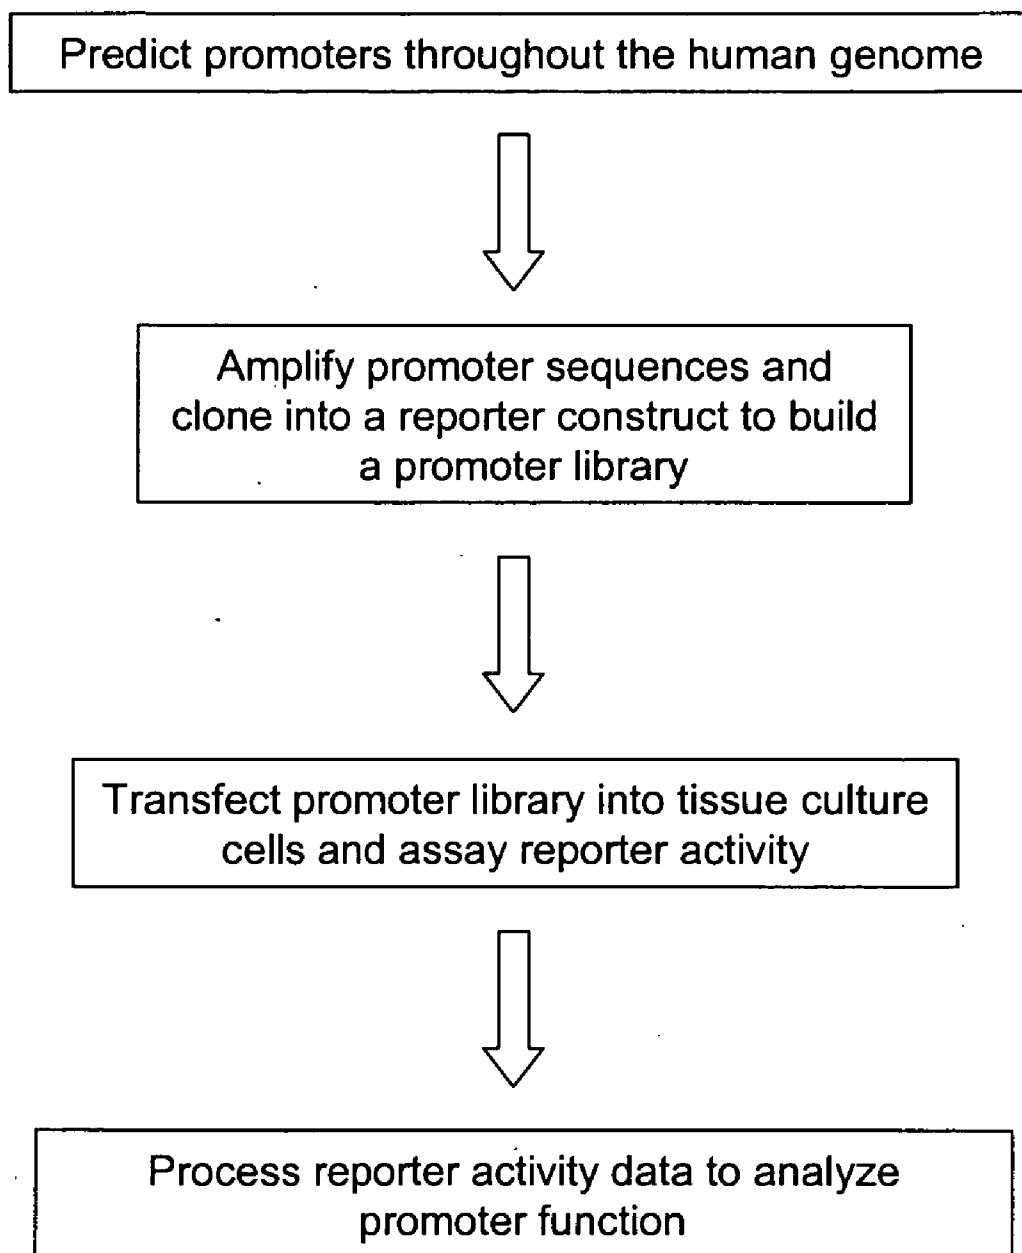 Predict promoters throughout the human genome
Amplify promoter sequences and
clone into a reporter construct to build
a promoter library
Transfect promoter library into tissue culture
cells and assay reporter activity
Process reporter activity data to analyze
promoter function